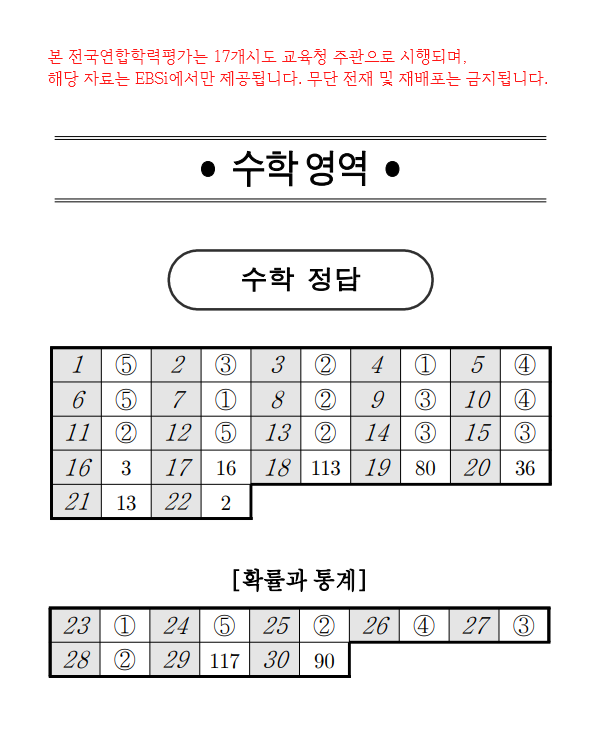 본 전국연합학력평가는 17개시도 교육청 주관으로 시행되며,
해당 자료는 EBSi에서만 제공됩니다. 무단 전재 및 재배포는 금지됩니다.
● 수학 영역 ●
수학 정답
1 ⑤ 2 ③ 3 ② 4 ① 5 ④
6 ⑤ 7 ① 8 ② 9 ③ 10 ④
11 ② 12 ⑤ 13 ② 14 ③ 15 ③
16 3 17 16 18 113 19 80 20 36
21 13 22 2
[확률과 통계]
23 ① 24 ⑤ 25 ② 26 ④ 27 ③
28 ② 29 117 30 90